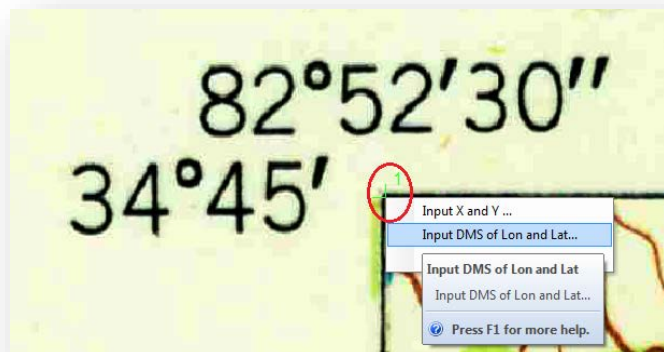 82°52′30″
34°45′
1
Input X and Y ...
Input DMS of Lon and Lat...
Input DMS of Lon and Lat
Input DMS of Lon and Lat...
Press F1 for more help.